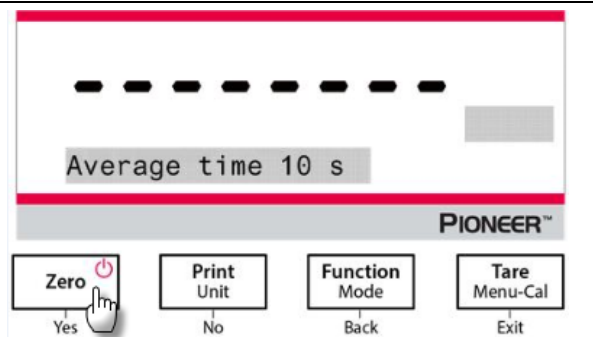 --------
Average time 10 s
PIONEER™
Zero Print Function Tare
Unit Mode Menu-Cal
Yes No Back Exit